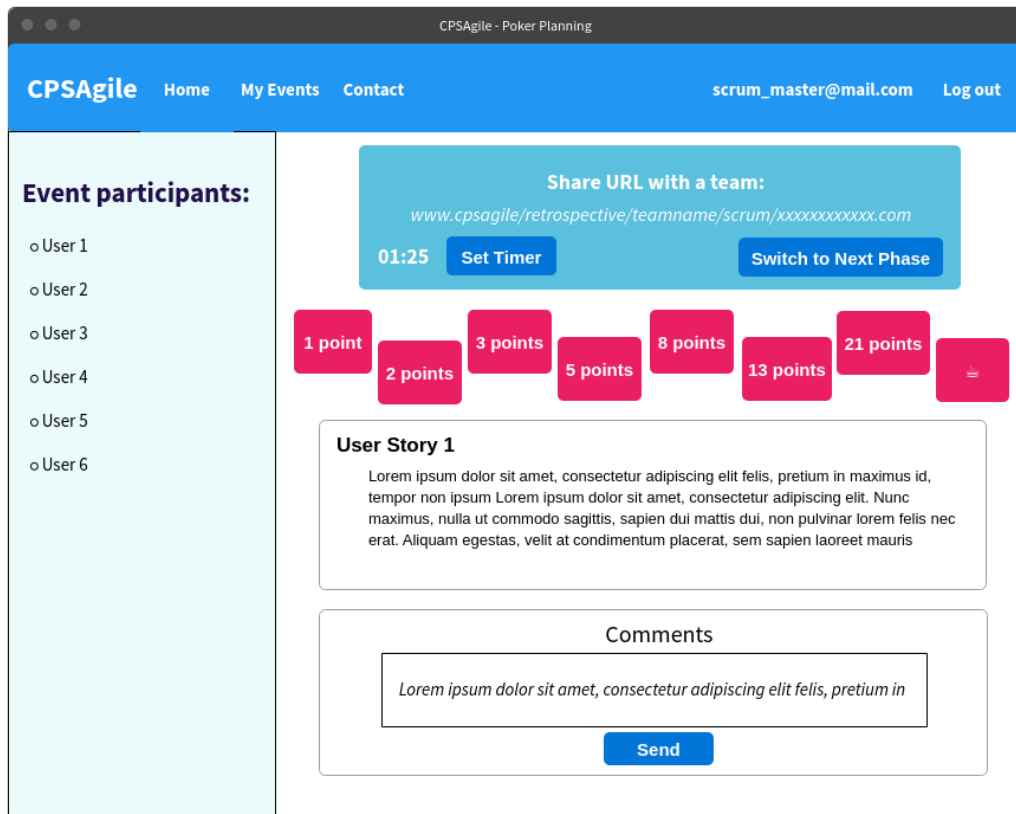 CPSAgile - Poker Planning
CPSAgile Home My Events Contact scrum_master@mail.com Log out
Event participants:
User 1
User 2
User 3
User 4
User 5
User 6
Share URL with a team:
www.cpsagile/retrospective/teamname/scrum/xxxxxxxxxxxx.com
01:25 Set Timer Switch to Next Phase
1 point 2 points 3 points 5 points 8 points 13 points 21 points ☕
User Story 1
Lorem ipsum dolor sit amet, consectetur adipiscing elit felis, pretium in maximus id,
tempor non ipsum Lorem ipsum dolor sit amet, consectetur adipiscing elit. Nunc
maximus, nulla ut commodo sagittis, sapien dui mattis dui, non pulvinar lorem felis nec
erat. Aliquam egestas, velit at condimentum placerat, sem sapien laoreet mauris
Comments
Lorem ipsum dolor sit amet, consectetur adipiscing elit felis, pretium in
Send